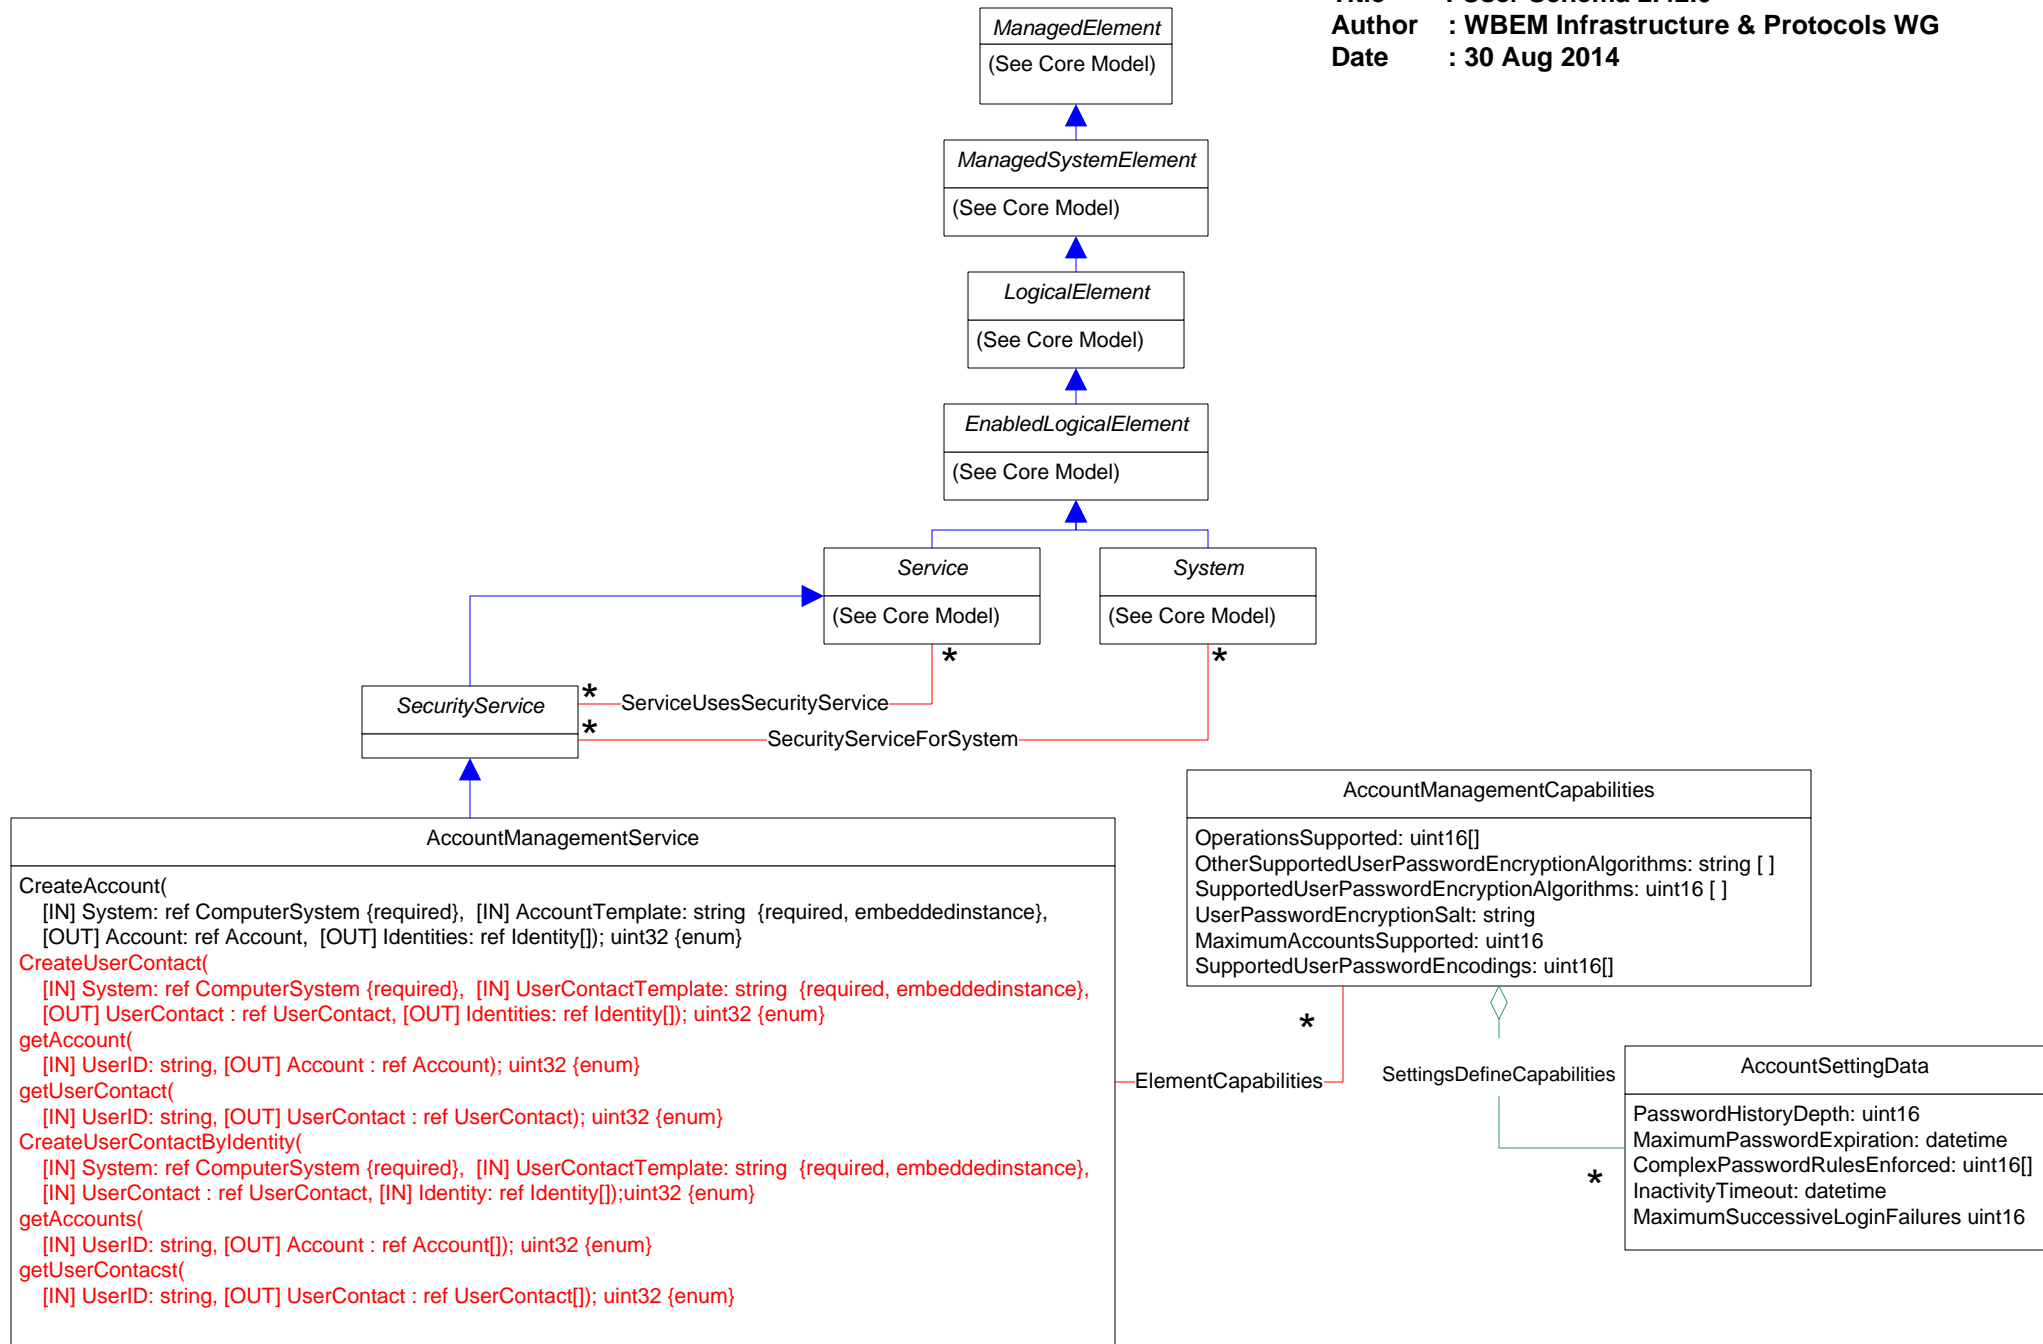 Author : WBEM Infrastructure & Protocols WG
Date : 30 Aug 2014
ManagedElement
(See Core Model)
ManagedSystemElement
(See Core Model)
LogicalElement
(See Core Model)
EnabledLogicalElement
(See Core Model)
Service
(See Core Model)
System
(See Core Model)
*
*
SecurityService
*
ServiceUsesSecurityService
*
SecurityServiceForSystem
AccountManagementService
CreateAccount(
[IN] System: ref ComputerSystem {required}, [IN] AccountTemplate: string {required, embeddedinstance},
[OUT] Account: ref Account, [OUT] Identities: ref Identity[]); uint32 {enum}
CreateUserContact(
[IN] System: ref ComputerSystem {required}, [IN] UserContactTemplate: string {required, embeddedinstance},
[OUT] UserContact : ref UserContact, [OUT] Identities: ref Identity[]); uint32 {enum}
getAccount(
[IN] UserID: string, [OUT] Account : ref Account); uint32 {enum}
getUserContact(
[IN] UserID: string, [OUT] UserContact : ref UserContact); uint32 {enum}
CreateUserContactByIdentity(
[IN] System: ref ComputerSystem {required}, [IN] UserContactTemplate: string {required, embeddedinstance},
[IN] UserContact : ref UserContact, [IN] Identity: ref Identity[]);uint32 {enum}
getAccounts(
[IN] UserID: string, [OUT] Account : ref Account[]); uint32 {enum}
getUserContacst(
[IN] UserID: string, [OUT] UserContact : ref UserContact[]); uint32 {enum}
AccountManagementCapabilities
OperationsSupported: uint16[]
OtherSupportedUserPasswordEncryptionAlgorithms: string [ ]
SupportedUserPasswordEncryptionAlgorithms: uint16 [ ]
UserPasswordEncryptionSalt: string
MaximumAccountsSupported: uint16
SupportedUserPasswordEncodings: uint16[]
*
ElementCapabilities
SettingsDefineCapabilities
*
AccountSettingData
PasswordHistoryDepth: uint16
MaximumPasswordExpiration: datetime
ComplexPasswordRulesEnforced: uint16[]
InactivityTimeout: datetime
MaximumSuccessiveLoginFailures uint16